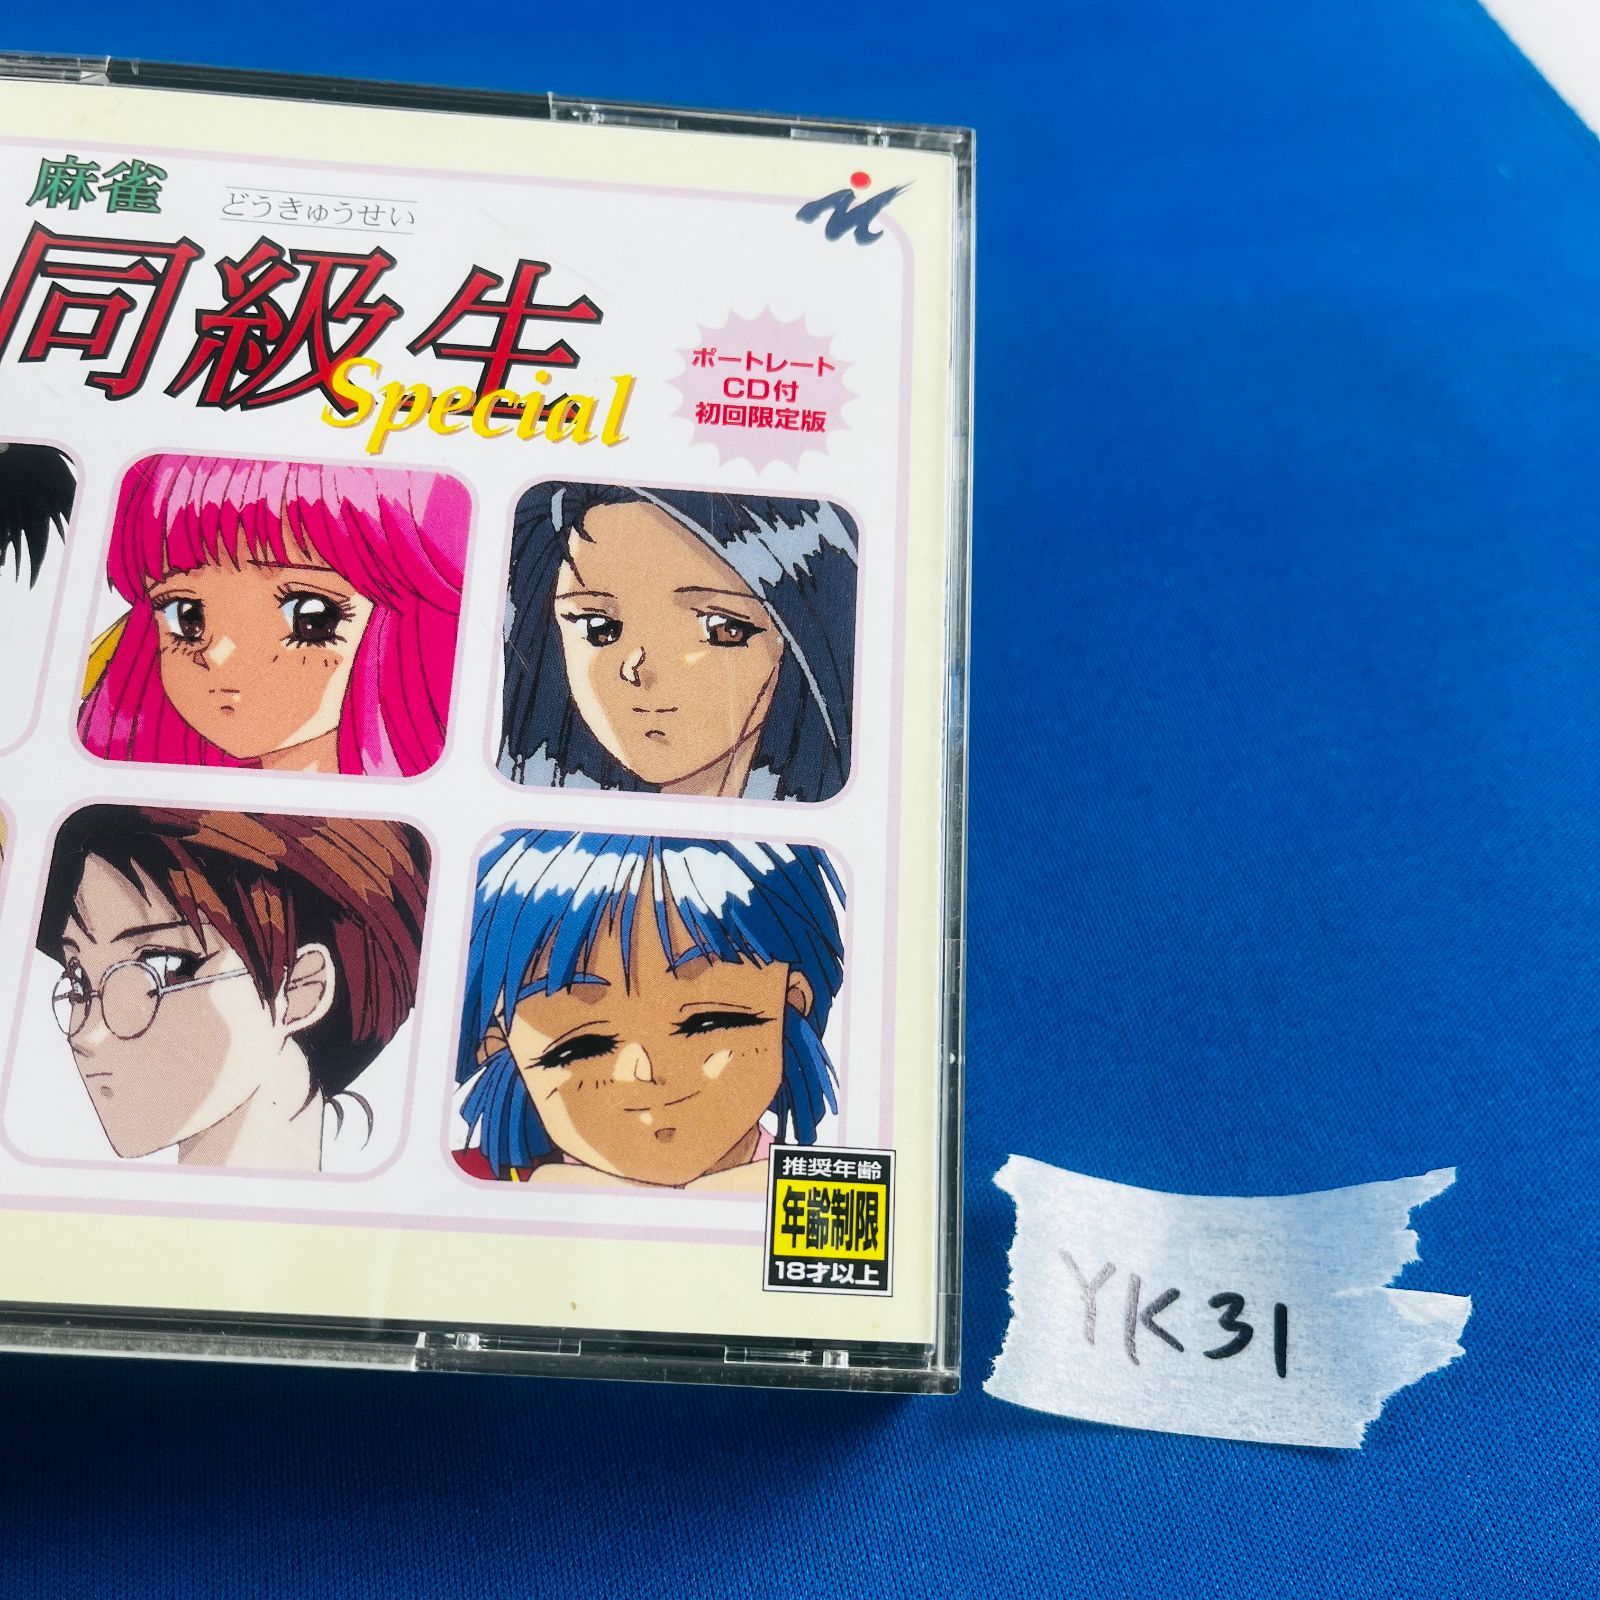 麻雀
どうきゅうせい
同級生
Special
ポートレート
CD付
初回限定版
推奨年齢
年齢制限
18才以上
YK31